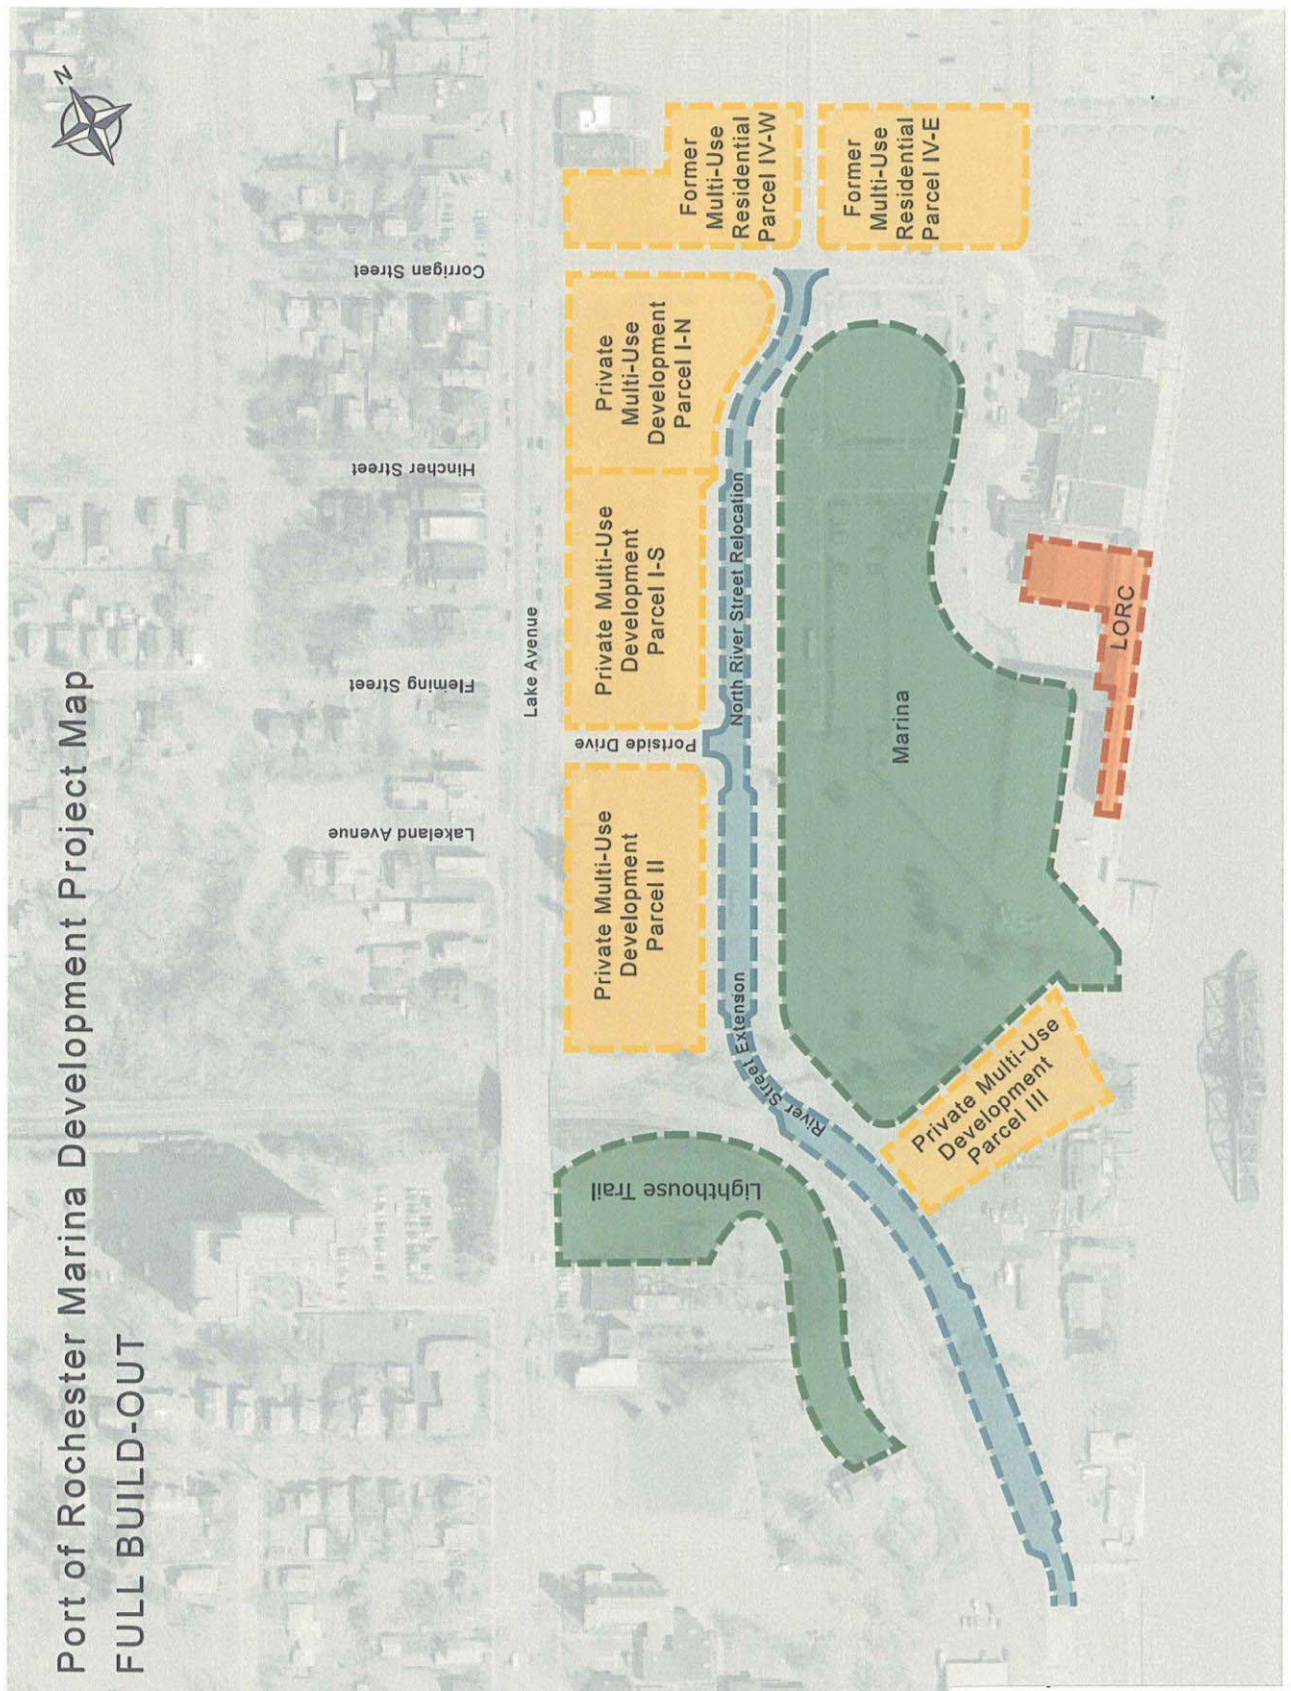 Port of Rochester Marina Development Project Map
FULL BUILD-OUT
N
Lakeland Avenue
Fleming Street
Hincher Street
Corrigan Street
Lake Avenue
Private Multi-Use
Development
Parcel II
Portside Drive
Private Multi-Use
Development
Parcel I-S
Private
Multi-Use
Development
Parcel I-N
Former
Multi-Use
Residential
Parcel IV-W
Former
Multi-Use
Residential
Parcel IV-E
Lighthouse Trail
River Street Extension
North River Street Relocation
Marina
Private Multi-Use
Development
Parcel III
LORC